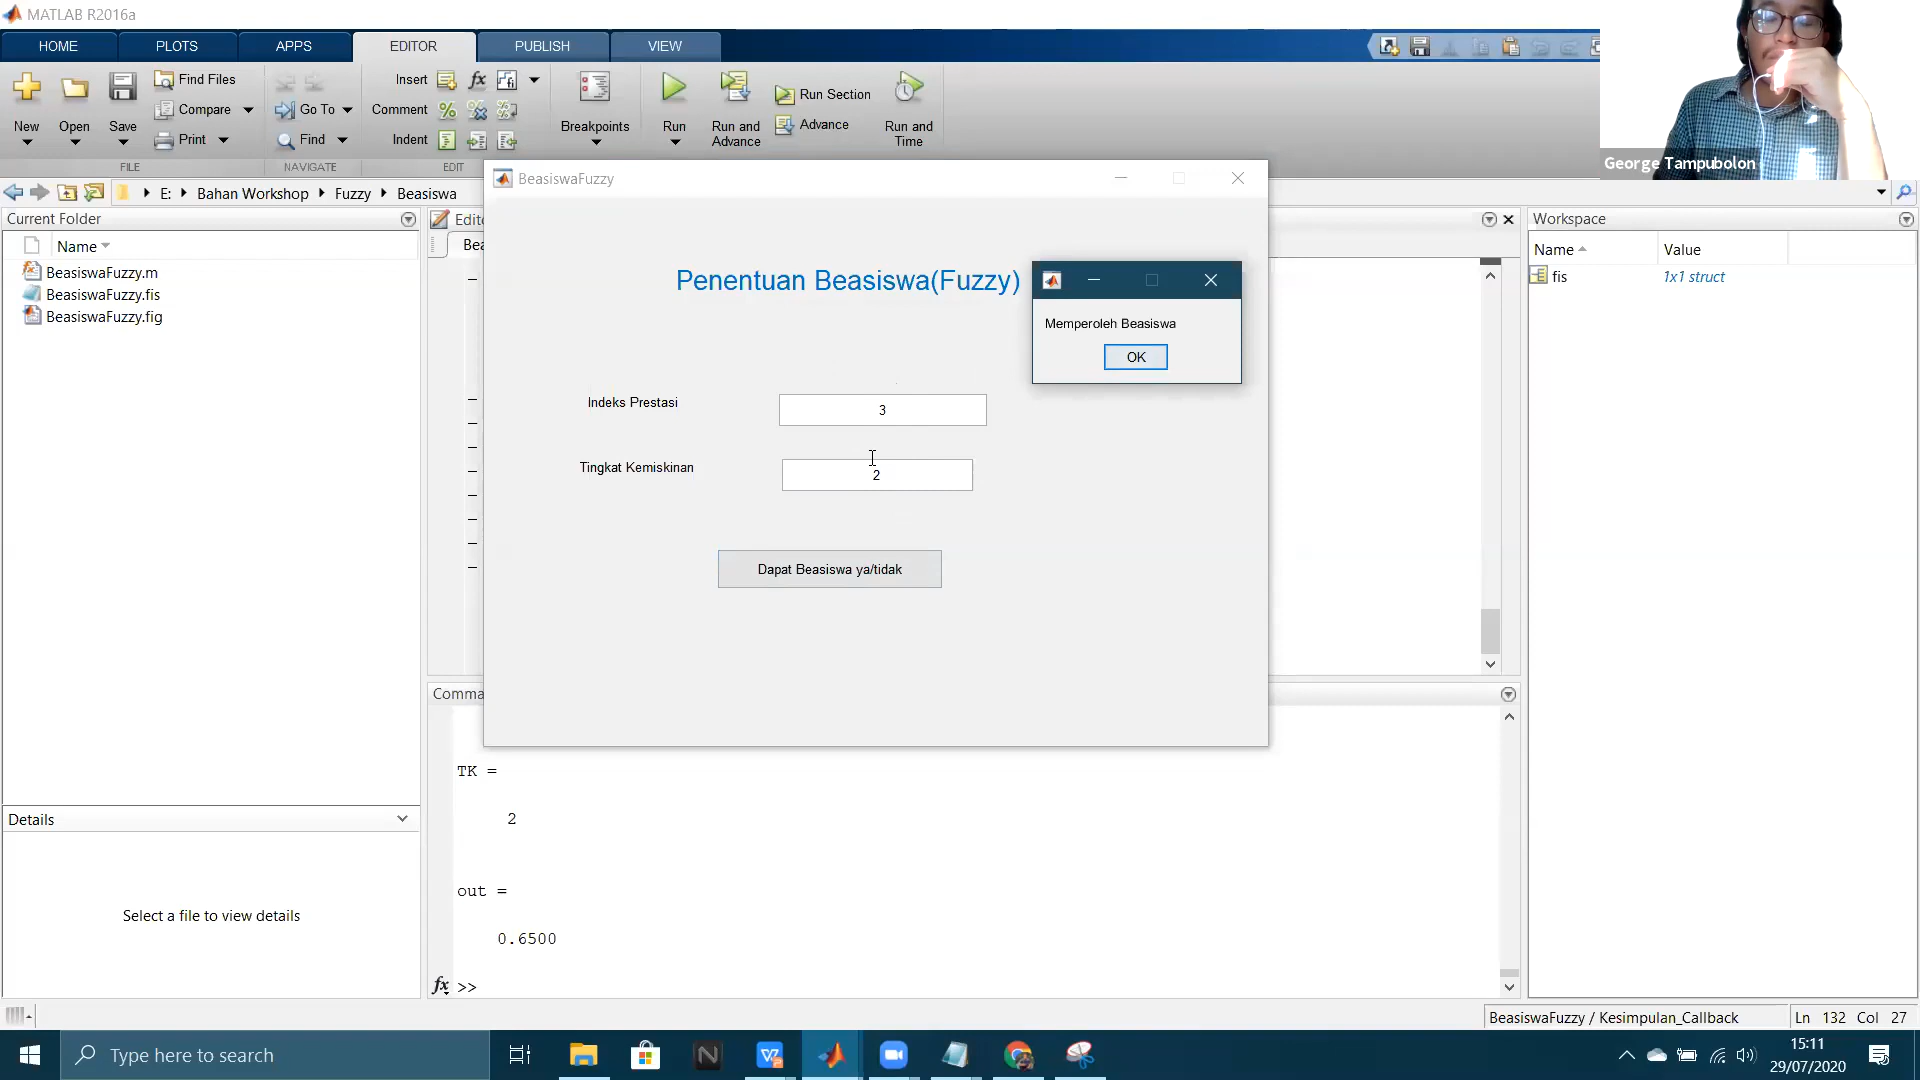 MATLAB R2016a
HOME PLOTS APPS EDITOR PUBLISH VIEW
New Open Save Find Files Compare Print
FILE
Go To Find
NAVIGATE
Insert fx
Comment
Indent
EDIT
Breakpoints
Run Run and Advance Run Section Advance Run and Time
George Tampubolon
E: Bahan Workshop Fuzzy Beasiswa
Current Folder
Name
BeasiswaFuzzy.m
BeasiswaFuzzy.fis
BeasiswaFuzzy.fig
Details
Select a file to view details
BeasiswaFuzzy
Penentuan Beasiswa(Fuzzy)
Memperoleh Beasiswa
OK
Indeks Prestasi 3
Tingkat Kemiskinan 2
Dapat Beasiswa ya/tidak
TK =
2
out =
0.6500
fx >>
Workspace
Name Value
fis 1x1 struct
BeasiswaFuzzy / Kesimpulan_Callback Ln 132 Col 27
Type here to search
15:11
29/07/2020